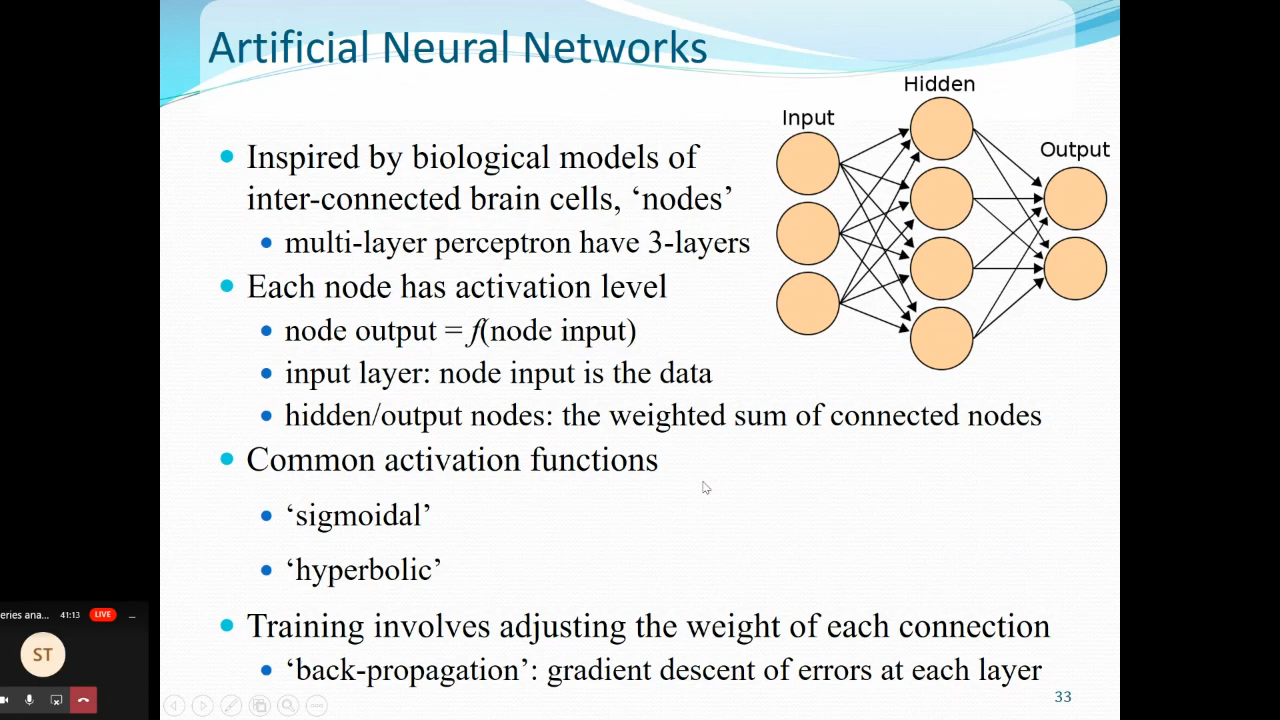 Artificial Neural Networks
Hidden
Input
Output
Inspired by biological models of
inter-connected brain cells, ‘nodes’
multi-layer perceptron have 3-layers
Each node has activation level
node output = f(node input)
input layer: node input is the data
hidden/output nodes: the weighted sum of connected nodes
Common activation functions
‘sigmoidal’
‘hyperbolic’
Training involves adjusting the weight of each connection
‘back-propagation’: gradient descent of errors at each layer
33
eries ana... 41:13 LIVE
ST